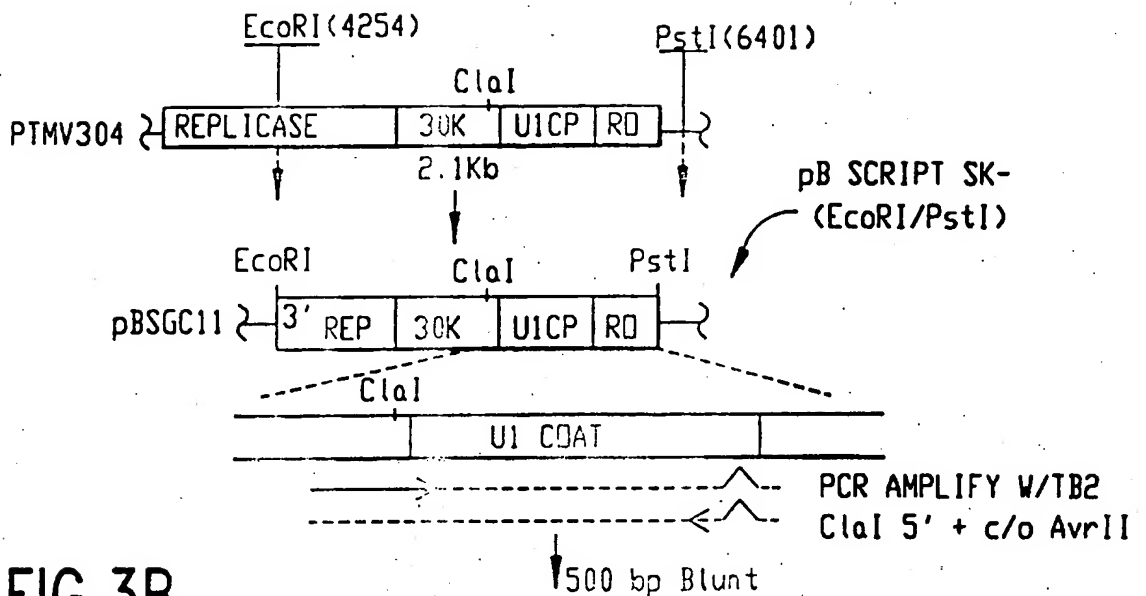 EcoRI(4254)
PstI(6401)
ClaI
PTMV304
REPLICASE
30K
U1CP
RO
2.1Kb
pB SCRIPT SK-
(EcoRI/PstI)
EcoRI
ClaI
PstI
pBSGC11
3' REP
30K
U1CP
RO
ClaI
U1 COAT
PCR AMPLIFY W/TB2
ClaI 5' + c/o AvrII
500 bp Blunt
FIG. 3B